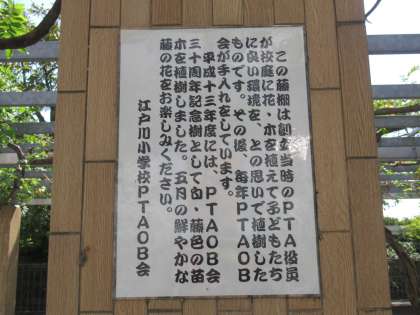 この藤棚は創立当時のPTA役員
が校庭に花、木を植えて子どもたち
に良い環境を、との思いで植樹した
ものです。その後、毎年PTAOB
会が手入れをしています。
平成十三年度には、PTAOB会
三十周年記念樹として白、藤色の苗
木を植樹しました。五月の鮮やかな
藤の花をお楽しみください。
江戸川小学校PTAOB会